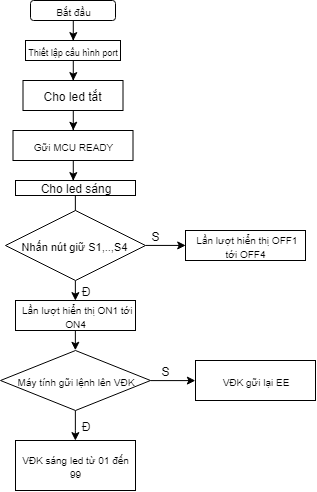 Bắt đầu
Thiết lập cấu hình port
Cho led tắt
Gửi MCU READY
Cho led sáng
Nhấn nút giữ S1,..,S4
S
Lần lượt hiển thị OFF1
tới OFF4
Đ
Lần lượt hiển thị ON1 tới
ON4
Máy tính gửi lệnh lên VĐK
S
VĐK gửi lại EE
Đ
VĐK sáng led từ 01 đến
99